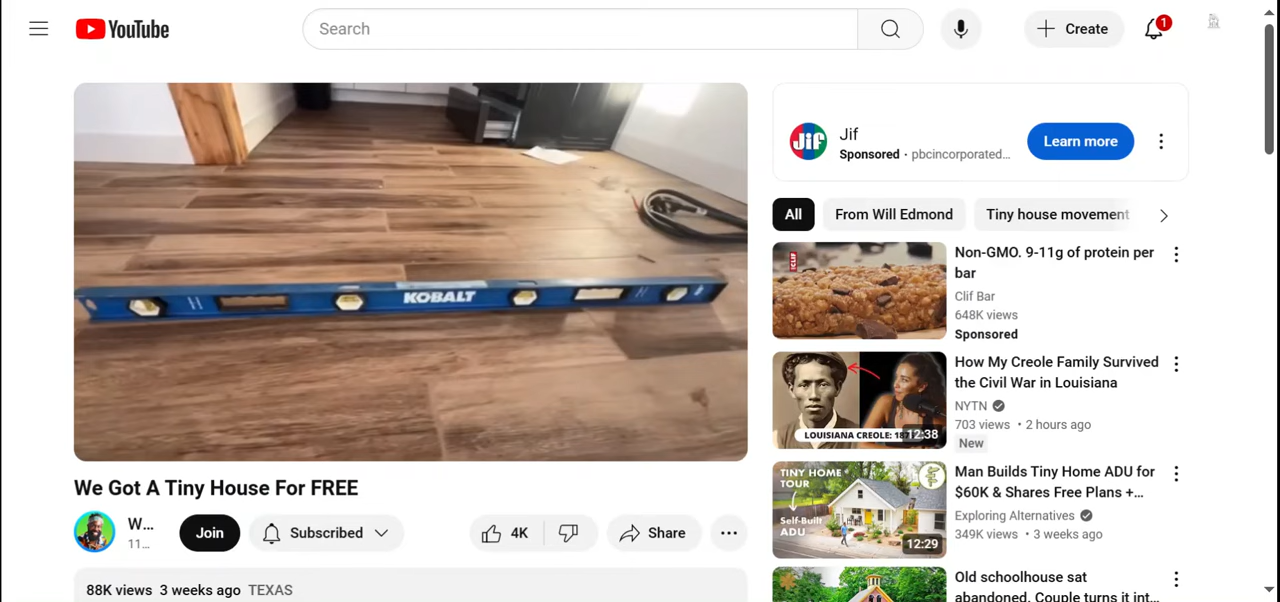 YouTube
Search
Create
1
KOBALT
Jif
Jif
Sponsored · pbcincorporated...
Learn more
All
From Will Edmond
Tiny house movement
CLIF
Non-GMO. 9-11g of protein per
bar
Clif Bar
648K views
Sponsored
How My Creole Family Survived
the Civil War in Louisiana
NYTN
703 views • 2 hours ago
New
LOUISIANA CREOLE: 18
12:38
Man Builds Tiny Home ADU for
$60K & Shares Free Plans +...
Exploring Alternatives
349K views • 3 weeks ago
TINY HOME
TOUR
Self-Built
ADU
12:29
Old schoolhouse sat
abandoned. Couple turns it int...
We Got A Tiny House For FREE
W...
11...
Join
Subscribed
4K
Share
88K views 3 weeks ago TEXAS